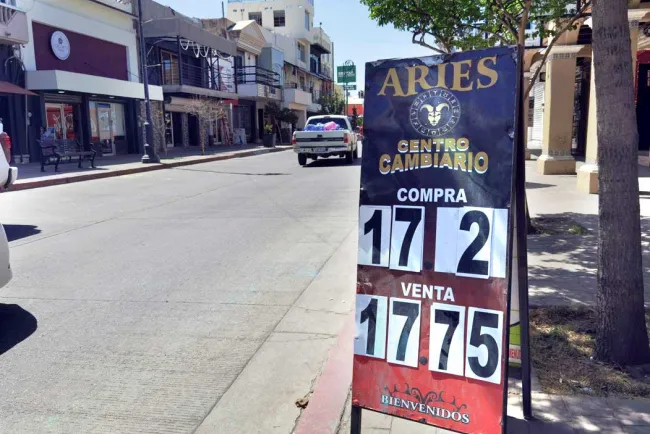 ARIES
CENTRO
CAMBIARIO
COMPRA
17 2
VENTA
17 75
BIENVENIDOS